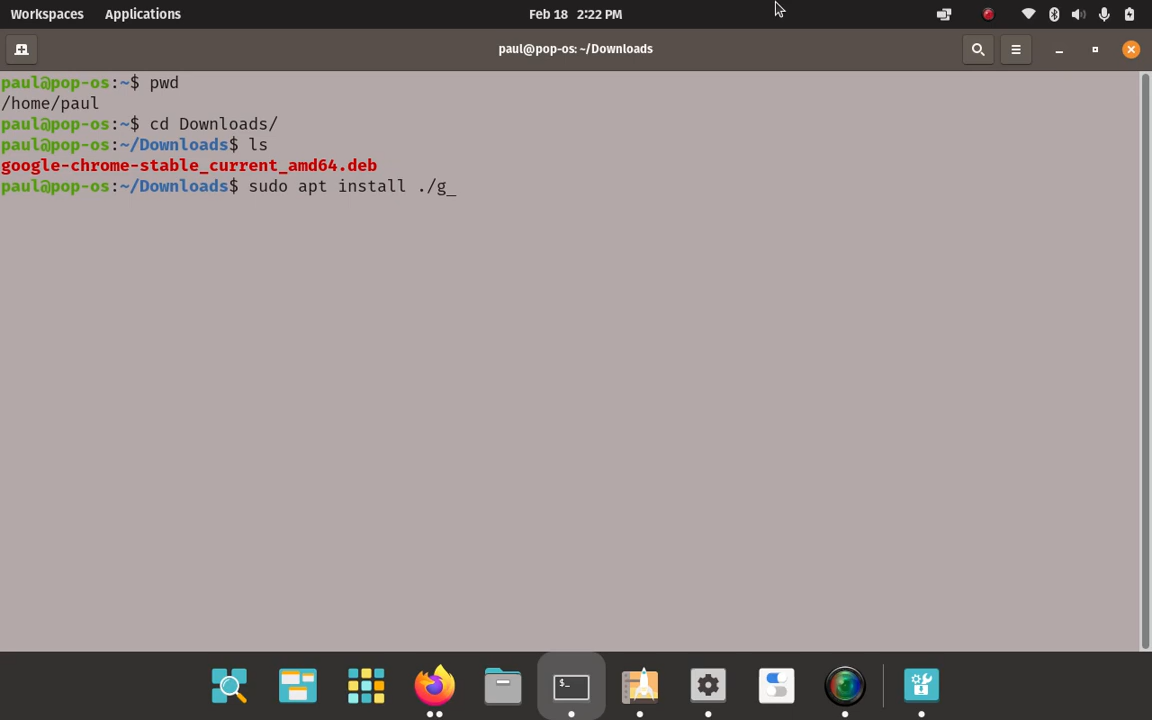 Workspaces Applications Feb 18 2:22 PM
paul@pop-os: ~/Downloads
paul@pop-os:~$ pwd
/home/paul
paul@pop-os:~$ cd Downloads/
paul@pop-os:~/Downloads$ ls
google-chrome-stable_current_amd64.deb
paul@pop-os:~/Downloads$ sudo apt install ./g_
$_